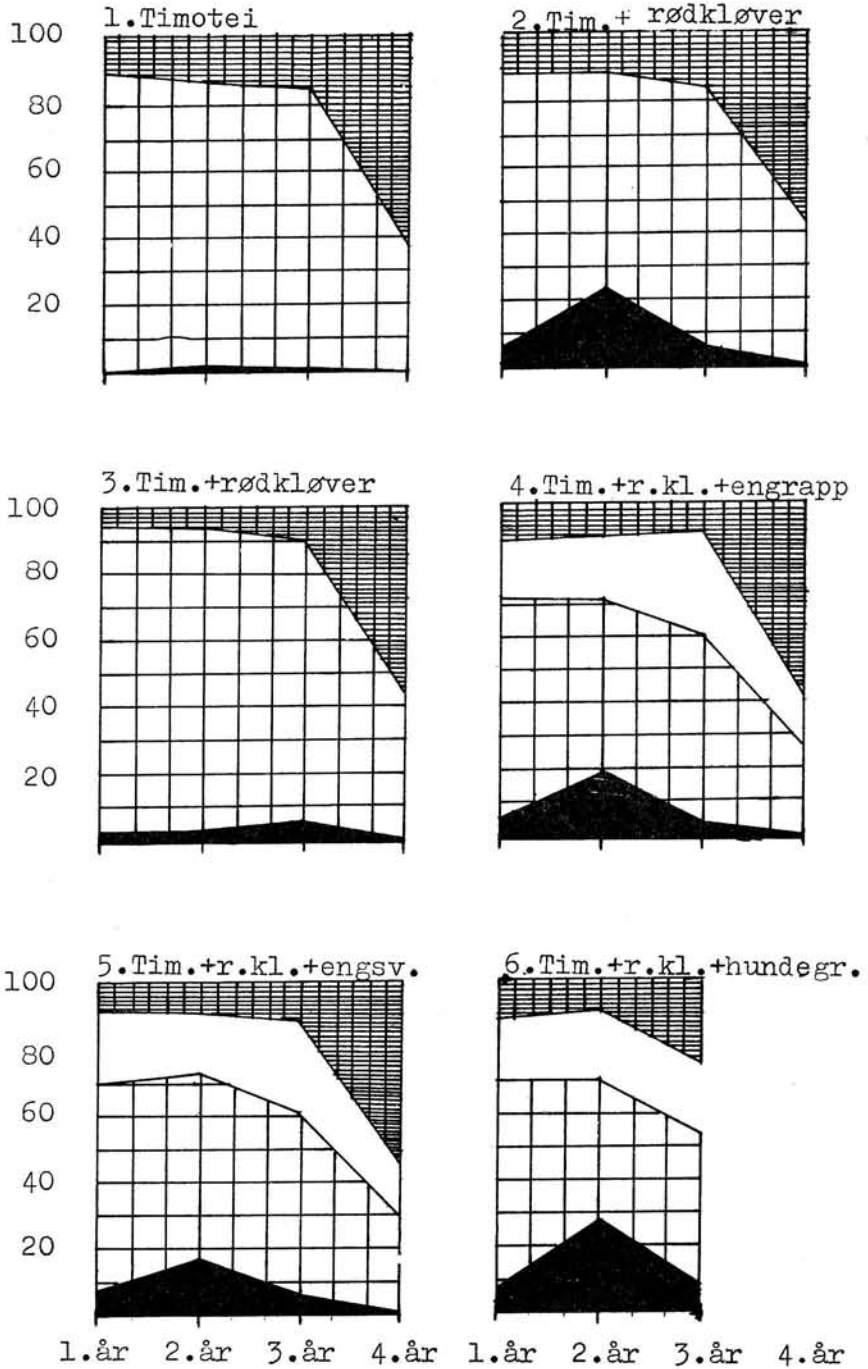 1.Timotei
2.Tim.+ rødkløver
100
80
60
40
20
3.Tim.+rødkløver
4.Tim.+r.kl.+engrapp
100
80
60
40
20
5.Tim.+r.kl.+engsv.
6.Tim.+r.kl.+hundegr.
100
80
60
40
20
1.år 2.år 3.år 4.år 1.år 2.år 3.år 4.år